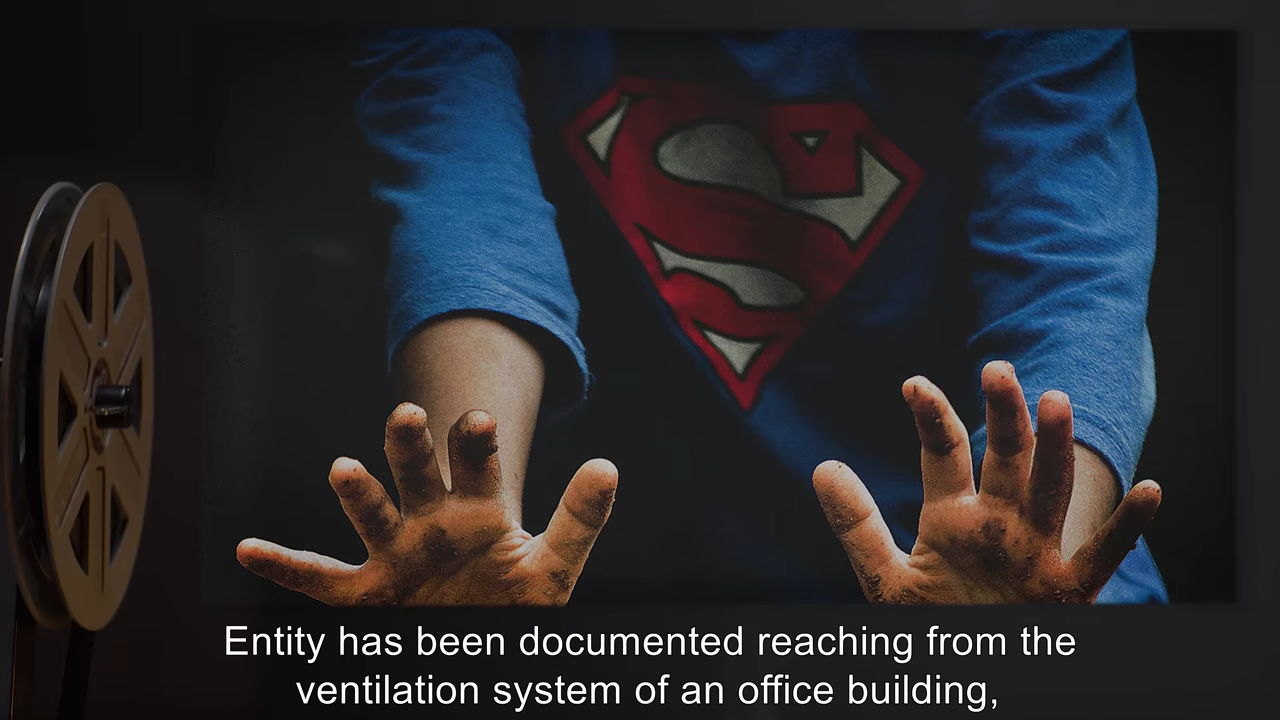 S
Entity has been documented reaching from the
ventilation system of an office building,